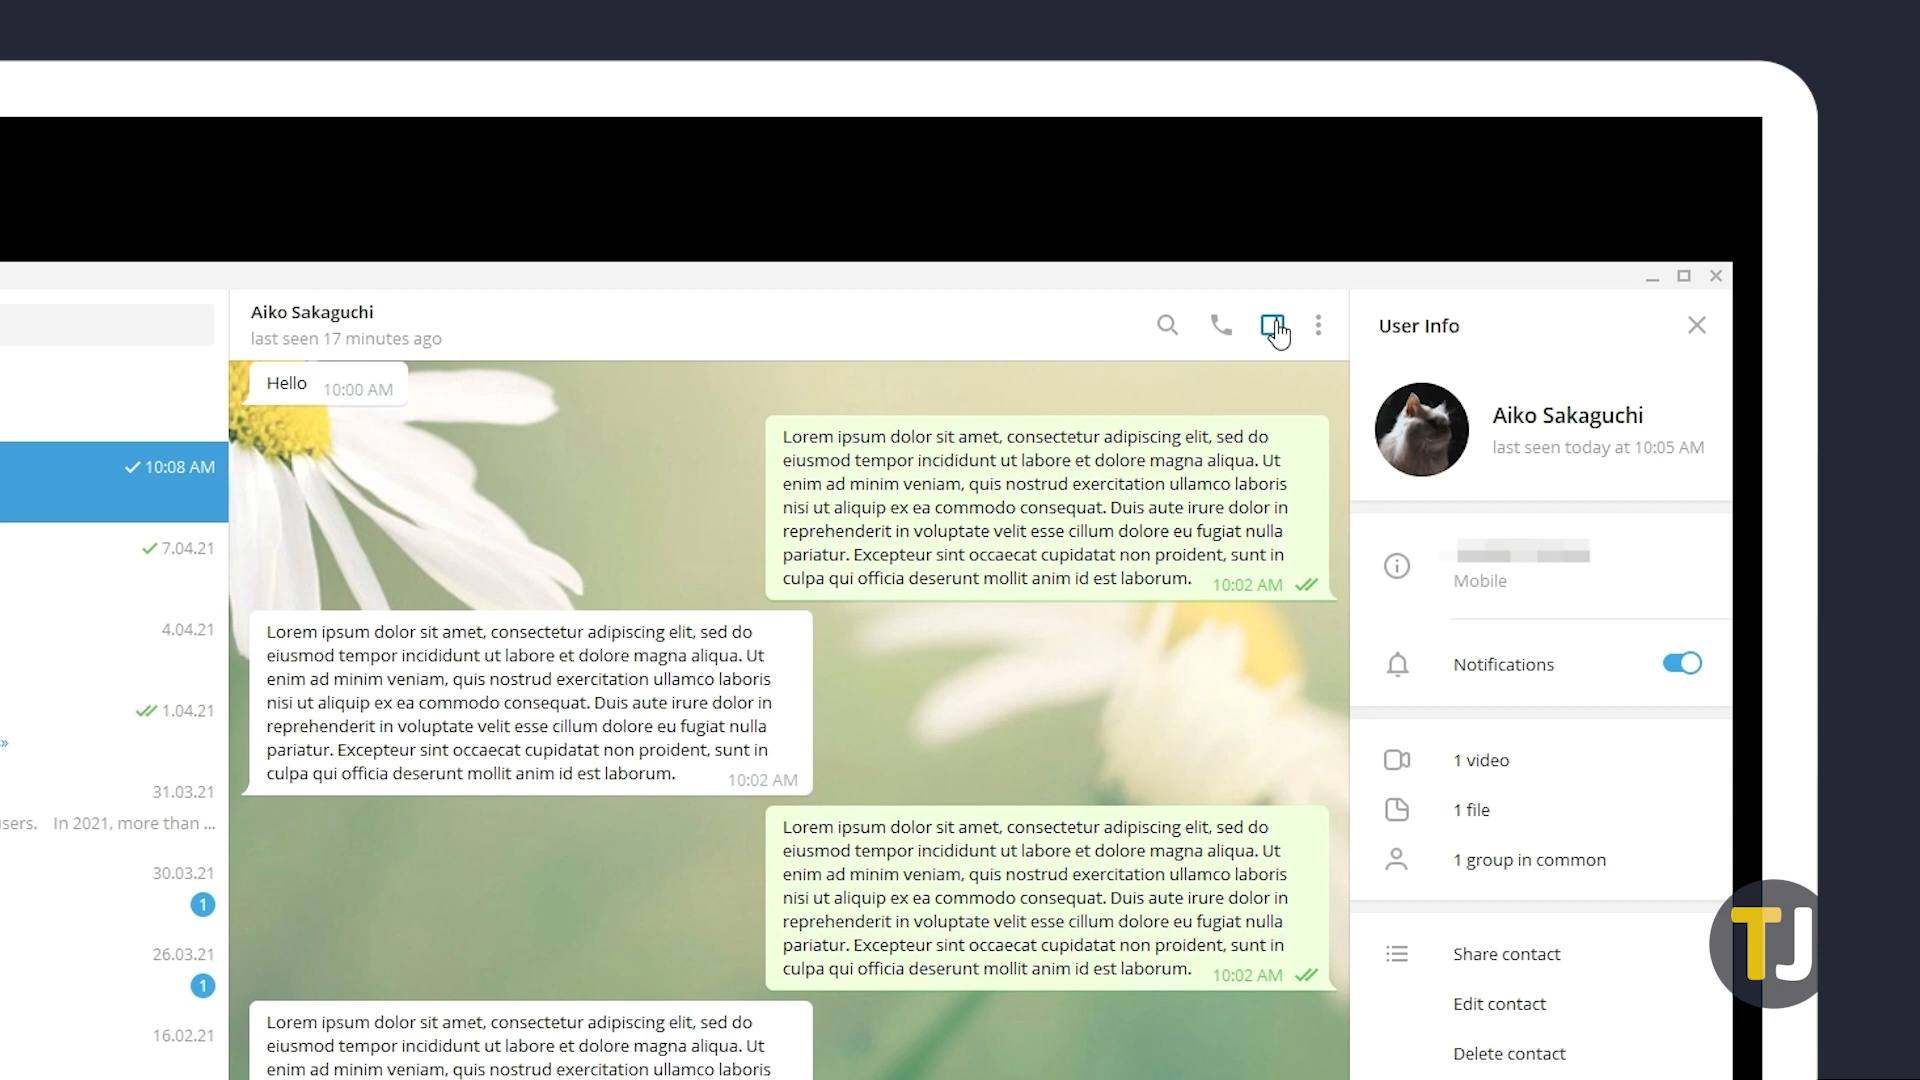 Aiko Sakaguchi
last seen 17 minutes ago
10:08 AM
7.04.21
4.04.21
1.04.21
»
31.03.21
sers. In 2021, more than ...
30.03.21
1
26.03.21
1
16.02.21
Hello 10:00 AM
Lorem ipsum dolor sit amet, consectetur adipiscing elit, sed do
eiusmod tempor incididunt ut labore et dolore magna aliqua. Ut
enim ad minim veniam, quis nostrud exercitation ullamco laboris
nisi ut aliquip ex ea commodo consequat. Duis aute irure dolor in
reprehenderit in voluptate velit esse cillum dolore eu fugiat nulla
pariatur. Excepteur sint occaecat cupidatat non proident, sunt in
culpa qui officia deserunt mollit anim id est laborum. 10:02 AM
Lorem ipsum dolor sit amet, consectetur adipiscing elit, sed do
eiusmod tempor incididunt ut labore et dolore magna aliqua. Ut
enim ad minim veniam, quis nostrud exercitation ullamco laboris
nisi ut aliquip ex ea commodo consequat. Duis aute irure dolor in
reprehenderit in voluptate velit esse cillum dolore eu fugiat nulla
pariatur. Excepteur sint occaecat cupidatat non proident, sunt in
culpa qui officia deserunt mollit anim id est laborum. 10:02 AM
Lorem ipsum dolor sit amet, consectetur adipiscing elit, sed do
eiusmod tempor incididunt ut labore et dolore magna aliqua. Ut
enim ad minim veniam, quis nostrud exercitation ullamco laboris
nisi ut aliquip ex ea commodo consequat. Duis aute irure dolor in
reprehenderit in voluptate velit esse cillum dolore eu fugiat nulla
pariatur. Excepteur sint occaecat cupidatat non proident, sunt in
culpa qui officia deserunt mollit anim id est laborum. 10:02 AM
Lorem ipsum dolor sit amet, consectetur adipiscing elit, sed do
eiusmod tempor incididunt ut labore et dolore magna aliqua. Ut
enim ad minim veniam, quis nostrud exercitation ullamco laboris
User Info
Aiko Sakaguchi
last seen today at 10:05 AM
Mobile
Notifications
1 video
1 file
1 group in common
Share contact
Edit contact
Delete contact
TJ